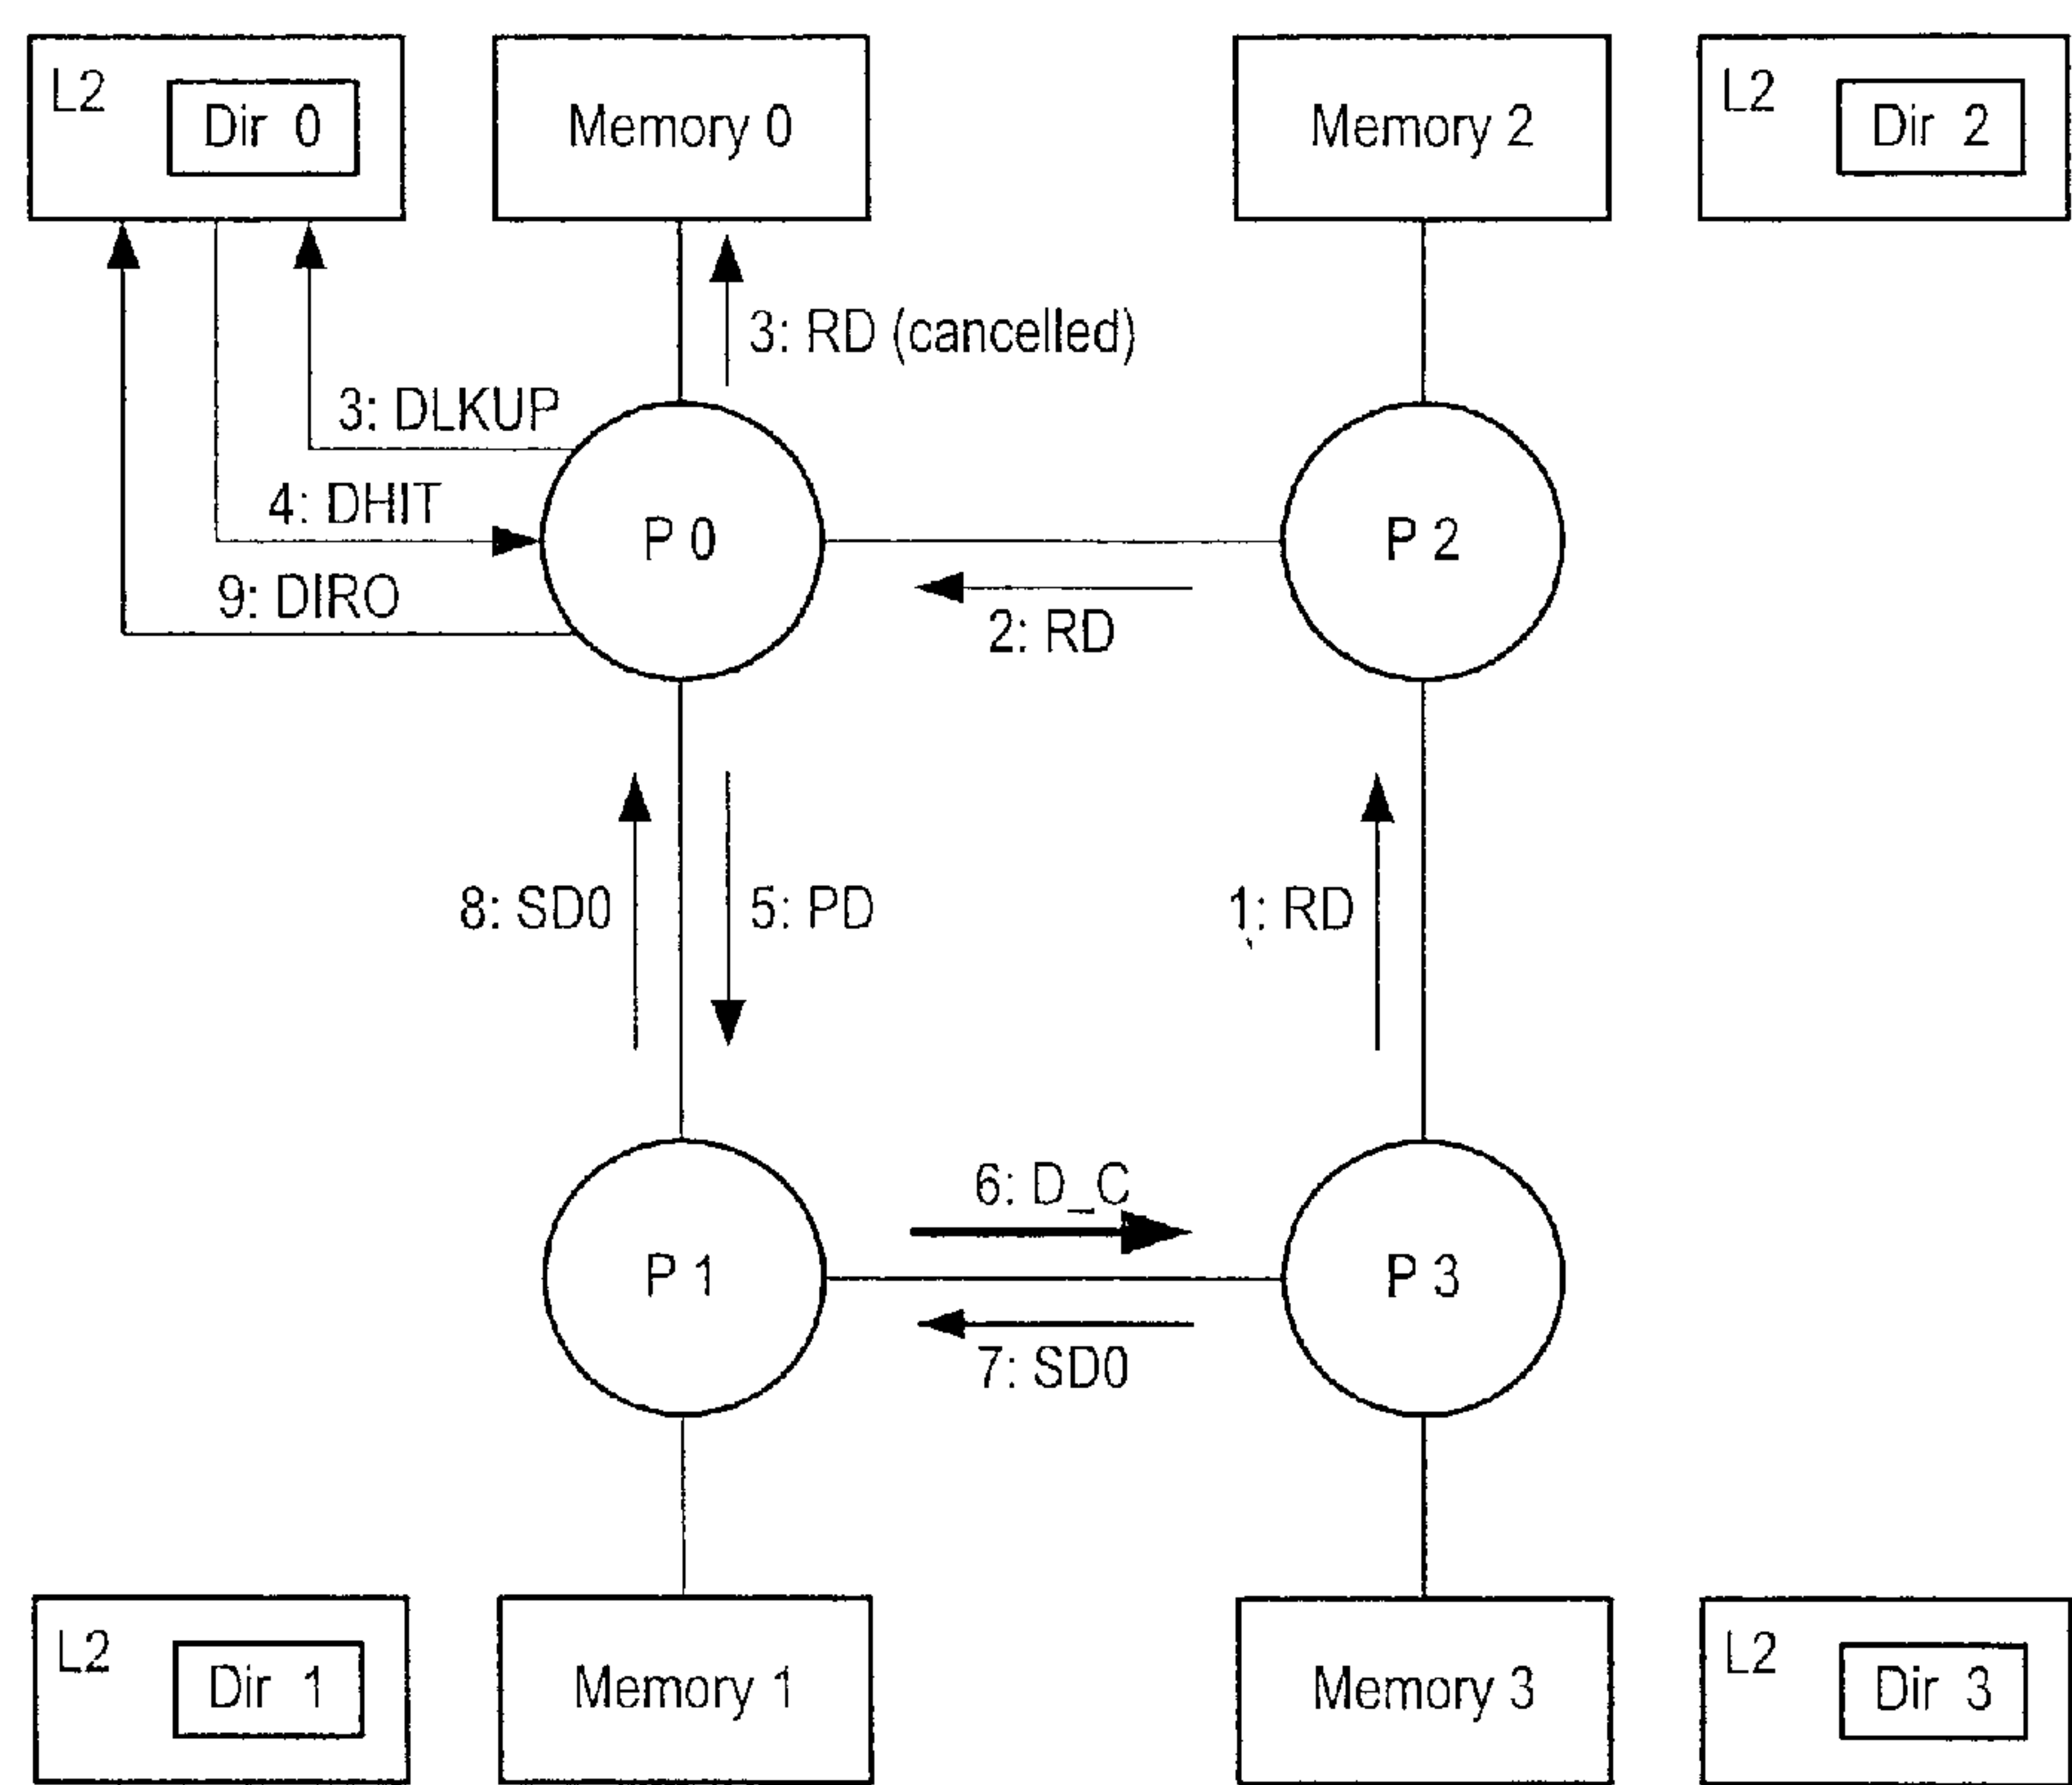 L2
Dir 0
Memory 0
Memory 2
L2
Dir 2
3: RD (cancelled)
3: DLKUP
4: DHIT
9: DIRO
P 0
P 2
2: RD
8: SD0
5: PD
1: RD
6: D_C
P 1
P 3
7: SD0
L2
Dir 1
Memory 1
Memory 3
L2
Dir 3